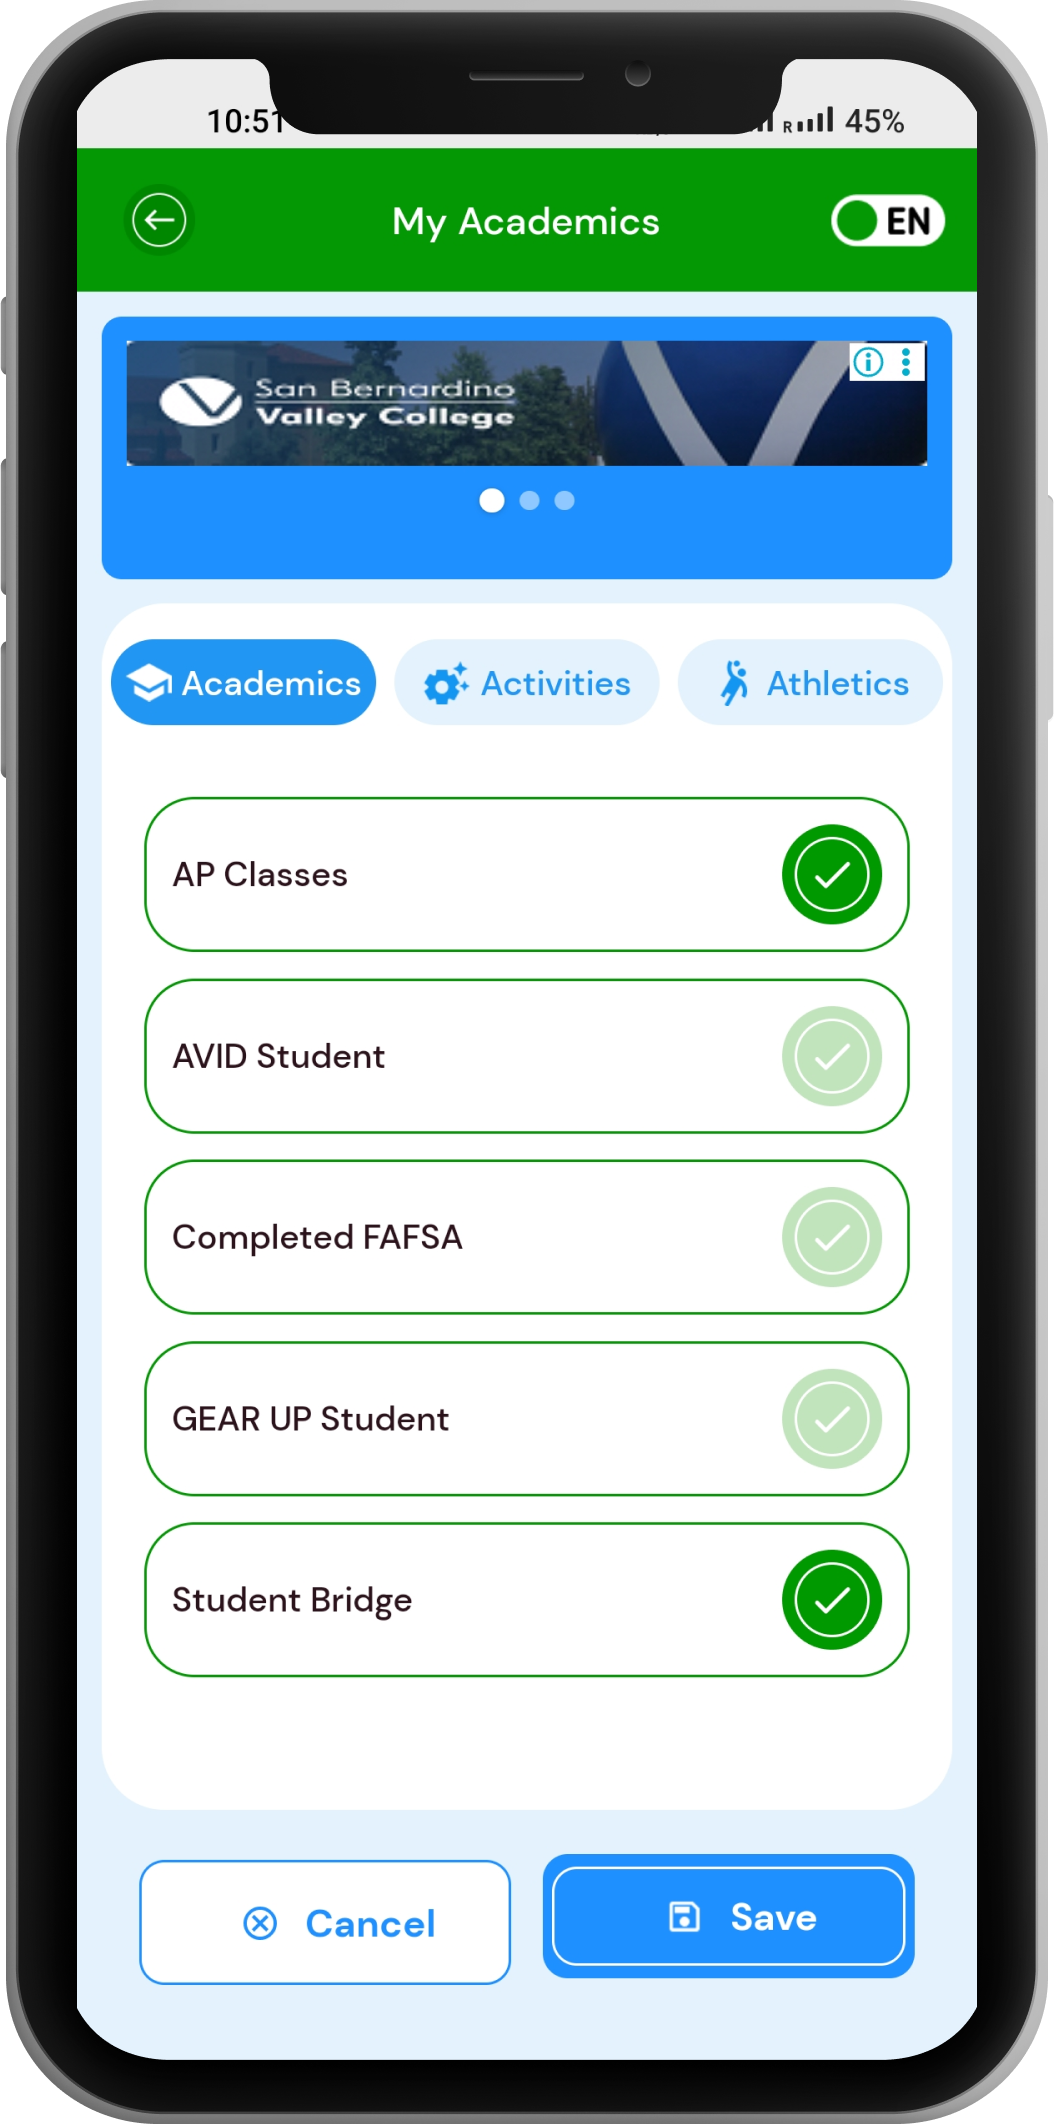 10:51
R 45%
My Academics
EN
San Bernardino
Valley College
Academics
Activities
Athletics
AP Classes
AVID Student
Completed FAFSA
GEAR UP Student
Student Bridge
Cancel
Save